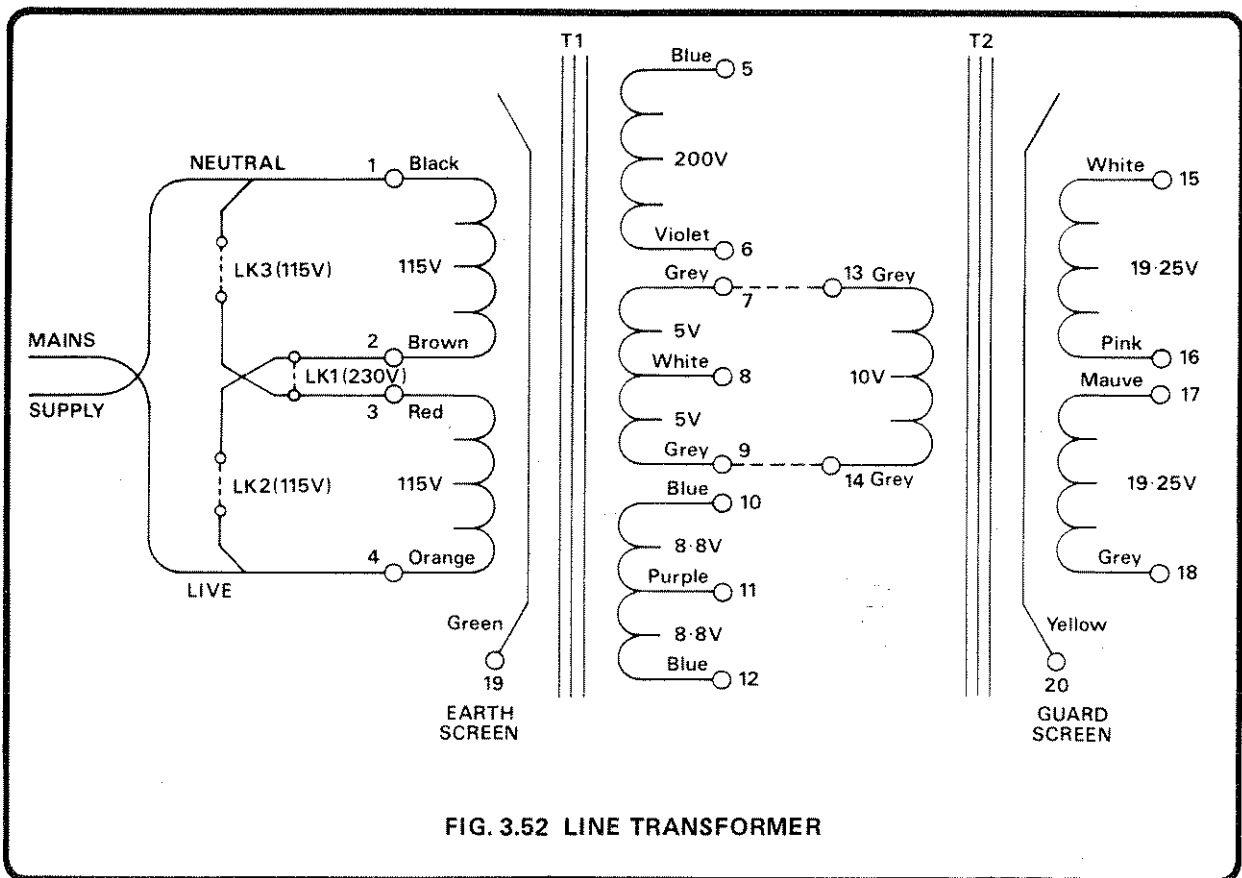 T1
T2
Blue
5
200V
Violet
6
NEUTRAL
1
Black
LK3 (115V)
115V
2
Brown
LK1 (230V)
3
Red
MAINS
SUPPLY
LK2 (115V)
115V
4
Orange
LIVE
Green
19
EARTH
SCREEN
Grey
7
5V
White
8
5V
Grey
9
13 Grey
10V
14 Grey
Blue
10
8·8V
Purple
11
8·8V
Blue
12
White
15
19·25V
Pink
16
Mauve
17
19·25V
Grey
18
Yellow
20
GUARD
SCREEN
FIG. 3.52 LINE TRANSFORMER